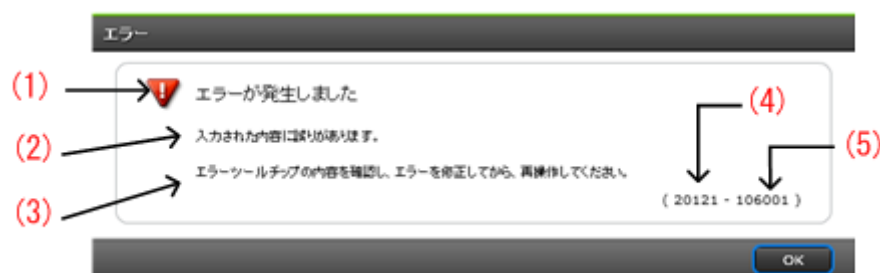 エラー
(1)
エラーが発生しました
(4)
(2)
入力された内容に誤りがあります。
(5)
(3)
エラーツールチップの内容を確認し、エラーを修正してから、再操作してください。
( 20121 - 106001 )
OK